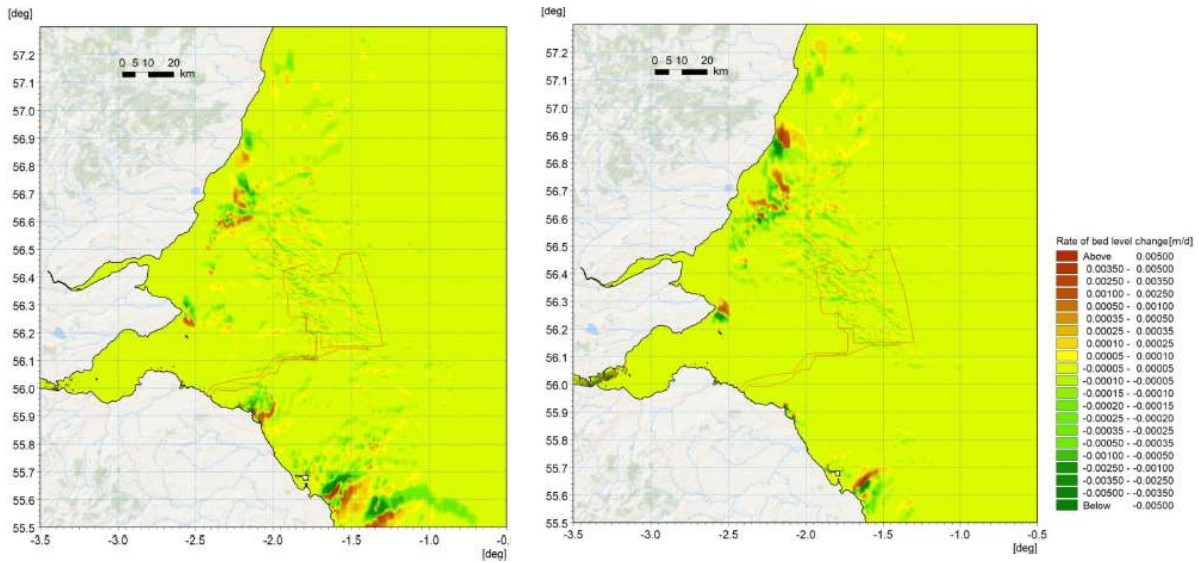 [deg]
57.3
57.2
57.1
57.0
56.9
56.8
56.7
56.6
56.5
56.4
56.3
56.2
56.1
56.0
55.9
55.8
55.7
55.6
55.5
0 5 10 20
km
-3.5 -3.0 -2.5 -2.0 -1.5 -1.0 -0.5
[deg]
[deg]
57.2
57.1
57.0
56.9
56.8
56.7
56.6
56.5
56.4
56.3
56.2
56.1
56.0
55.9
55.8
55.7
55.6
55.5
0 5 10 20
km
-3.5 -3.0 -2.5 -2.0 -1.5 -1.0 -0.5
[deg]
Rate of bed level change[m/d]
Above 0.00500
0.00350 - 0.00500
0.00250 - 0.00350
0.00100 - 0.00250
0.00050 - 0.00100
0.00035 - 0.00050
0.00025 - 0.00035
0.00010 - 0.00025
0.00005 - 0.00010
-0.00005 - 0.00005
-0.00010 - -0.00005
-0.00015 - -0.00010
-0.00020 - -0.00015
-0.00025 - -0.00020
-0.00035 - -0.00025
-0.00050 - -0.00035
-0.00100 - -0.00050
-0.00250 - -0.00100
-0.00350 - -0.00250
-0.00500 - -0.00350
Below -0.00500